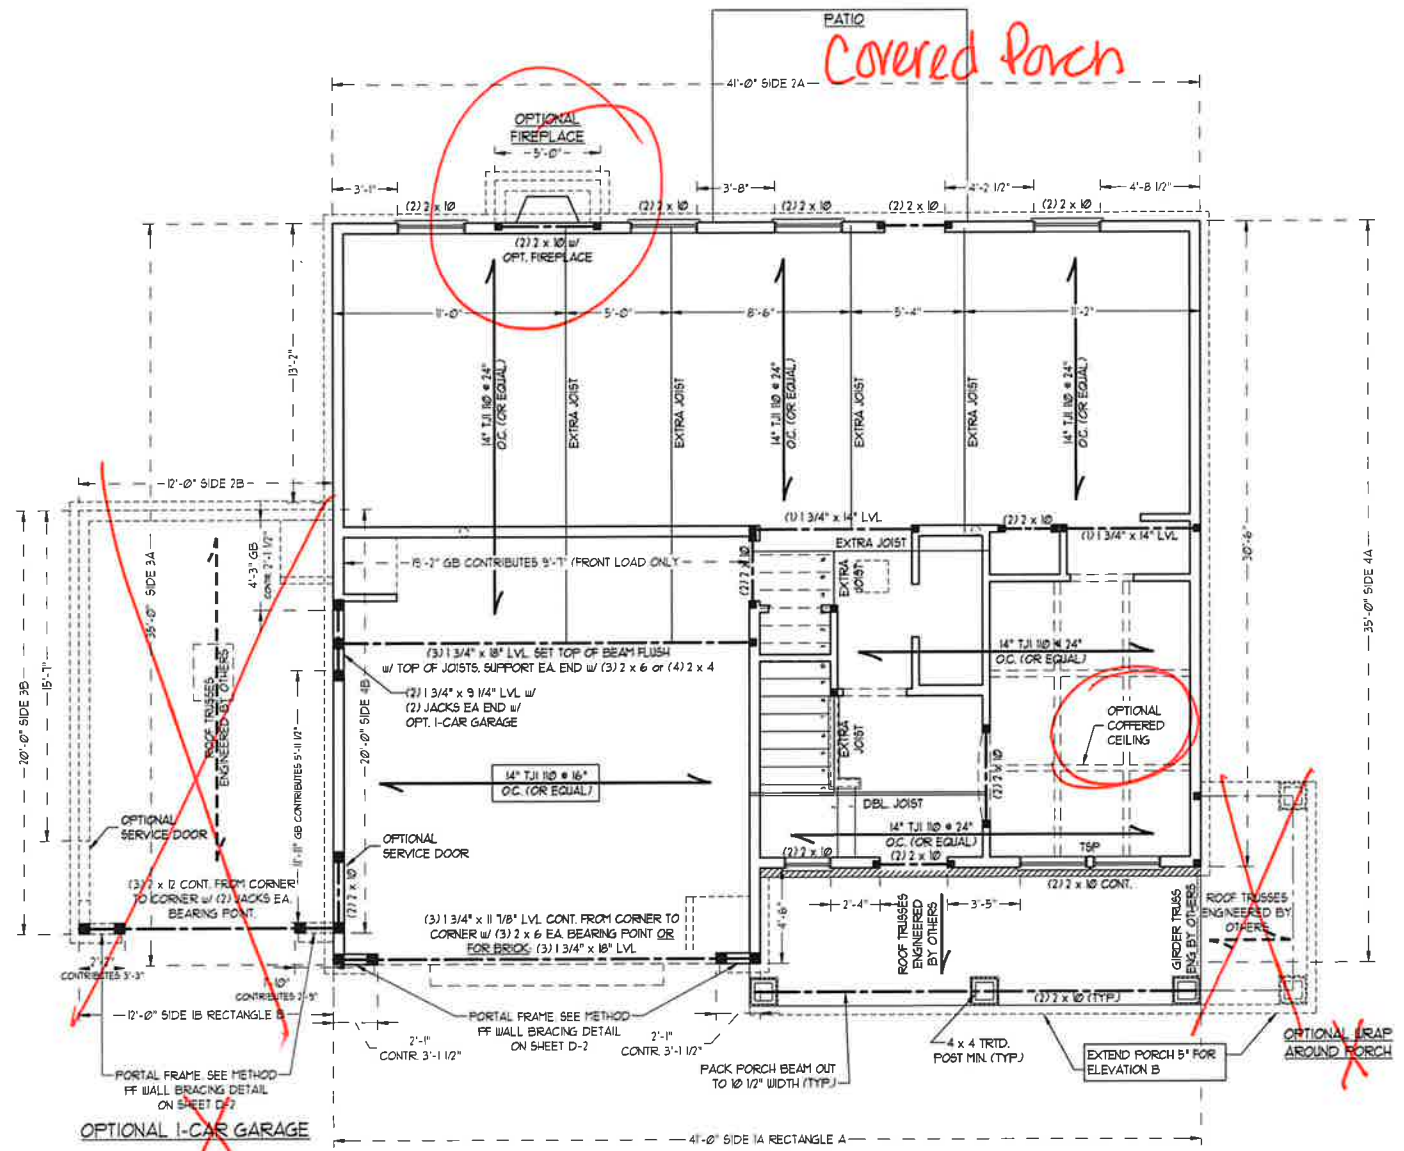 PATIO
Covered Porch
41'-0" SIDE 2A
OPTIONAL
FIREPLACE
5'-0"
3'-1"
3'-8"
4'-2 1/2"
4'-8 1/2"
(2) 2 x 10
(2) 2 x 10
(2) 2 x 10
(2) 2 x 10
(2) 2 x 10
(2) 2 x 10 w/
OPT. FIREPLACE
11'-0"
5'-0"
8'-6"
5'-4"
11'-2"
13'-2"
14" TJI 110 @ 24"
O.C. (OR EQUAL)
EXTRA JOIST
EXTRA JOIST
14" TJI 110 @ 24"
O.C. (OR EQUAL)
EXTRA JOIST
EXTRA JOIST
14" TJI 110 @ 24"
O.C. (OR EQUAL)
12'-0" SIDE 2B
35'-0" SIDE 3A
30'-6"
35'-0" SIDE 4A
20'-0" SIDE 3B
15'-7"
4'-3" GB
CONTR. 2'-1 1/2"
(1) 1 3/4" x 14" LVL
(2) 2 x 10
(1) 1 3/4" x 14" LVL
EXTRA JOIST
EXTRA
JOIST
(2) 2 x 10
15'-2" GB CONTRIBUTES 9'-7" (FRONT LOAD ONLY
(3) 1 3/4" x 18" LVL. SET TOP OF BEAM FLUSH
w/ TOP OF JOISTS. SUPPORT EA. END w/ (3) 2 x 6 or (4) 2 x 4
14" TJI 110 @ 24"
O.C. (OR EQUAL)
(2) 1 3/4" x 9 1/4" LVL w/
(2) JACKS EA END w/
OPT. 1-CAR GARAGE
20'-0" SIDE 4B
ROOF TRUSSES
ENGINEERED BY OTHERS
11'-11" GB CONTRIBUTES 5'-11 1/2"
OPTIONAL
COFFERED
CEILING
EXTRA
JOIST
(2) 2 x 10
14" TJI 110 @ 16"
O.C. (OR EQUAL)
DBL. JOIST
14" TJI 110 @ 24"
O.C. (OR EQUAL)
OPTIONAL
SERVICE DOOR
OPTIONAL
SERVICE DOOR
(2) 2 x 10
(2) 2 x 10
(2) 2 x 10
TSP
(2) 2 x 10 CONT.
(3) 2 x 12 CONT. FROM CORNER
TO CORNER w/ (2) JACKS EA.
BEARING POINT.
(3) 1 3/4" x 11 7/8" LVL CONT. FROM CORNER TO
CORNER w/ (3) 2 x 6 EA. BEARING POINT OR
FOR BRICK: (3) 1 3/4" x 18" LVL
4'-6"
2'-4"
3'-5"
ROOF TRUSSES
ENGINEERED
BY OTHERS
GIRDER TRUSS
ENG. BY OTHERS
ROOF TRUSSES
ENGINEERED BY
OTHERS
2'-2"
CONTRIBUTES 3'-3"
1'-10"
CONTRIBUTES 2'-9"
(2) 2 x 10 (TYP.)
12'-0" SIDE 1B RECTANGLE B
PORTAL FRAME. SEE METHOD
PF WALL BRACING DETAIL
ON SHEET D-2
2'-1"
CONTR. 3'-1 1/2"
2'-1"
CONTR. 3'-1 1/2"
4 x 4 TRTD.
POST MIN. (TYP.)
EXTEND PORCH 5" FOR
ELEVATION B
OPTIONAL WRAP
AROUND PORCH
PORTAL FRAME. SEE METHOD
PF WALL BRACING DETAIL
ON SHEET D-2
PACK PORCH BEAM OUT
TO 10 1/2" WIDTH (TYP.)
OPTIONAL 1-CAR GARAGE
41'-0" SIDE 1A RECTANGLE A